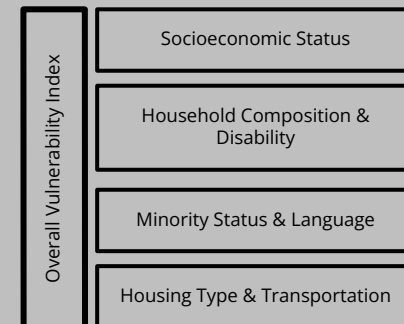 Overall Vulnerability Index
Socioeconomic Status
Household Composition &
Disability
Minority Status & Language
Housing Type & Transportation